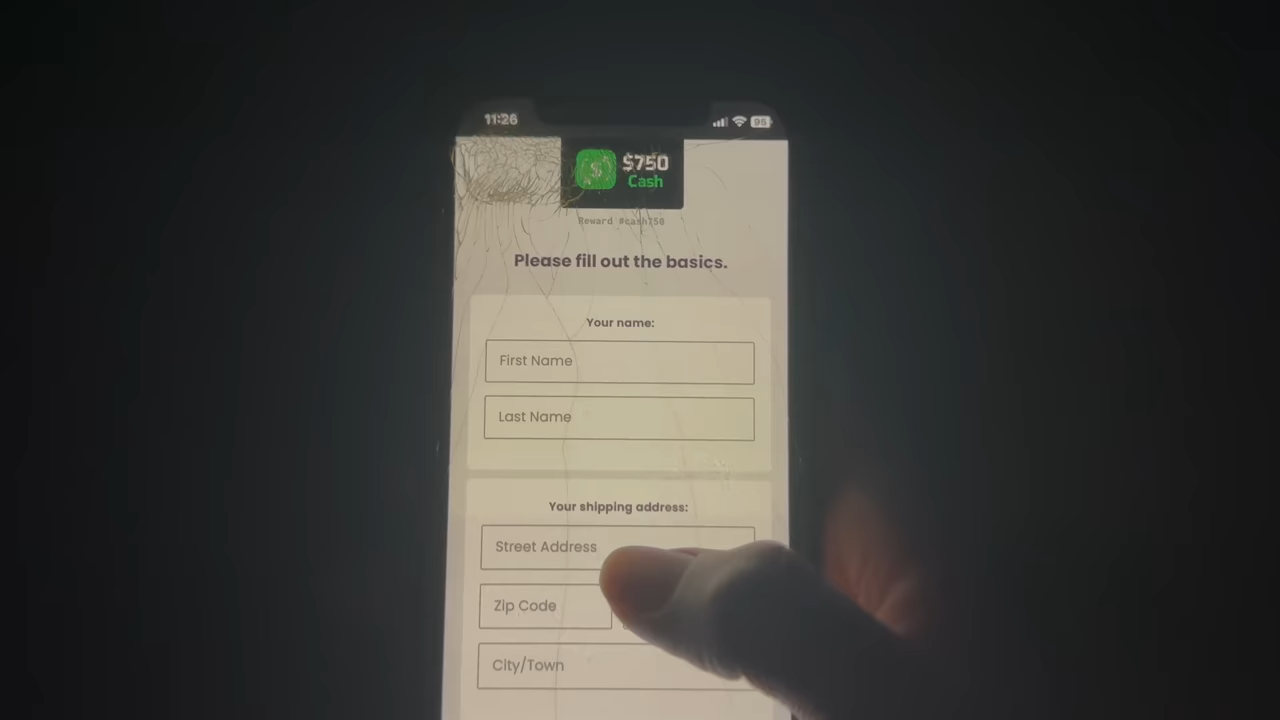 11:26
95
$750
Cash
Reward #cash750
Please fill out the basics.
Your name:
First Name
Last Name
Your shipping address:
Street Address
Zip Code
City/Town